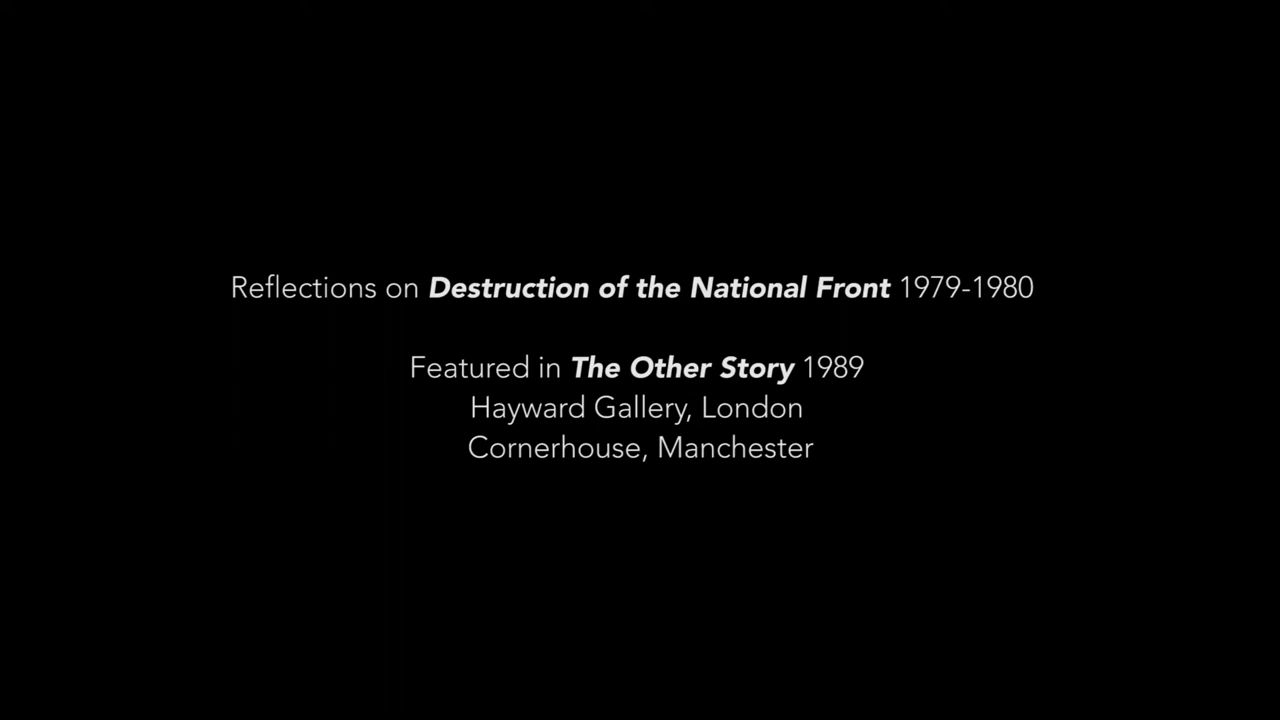 Reflections on Destruction of the National Front 1979-1980
Featured in The Other Story 1989
Hayward Gallery, London
Cornerhouse, Manchester